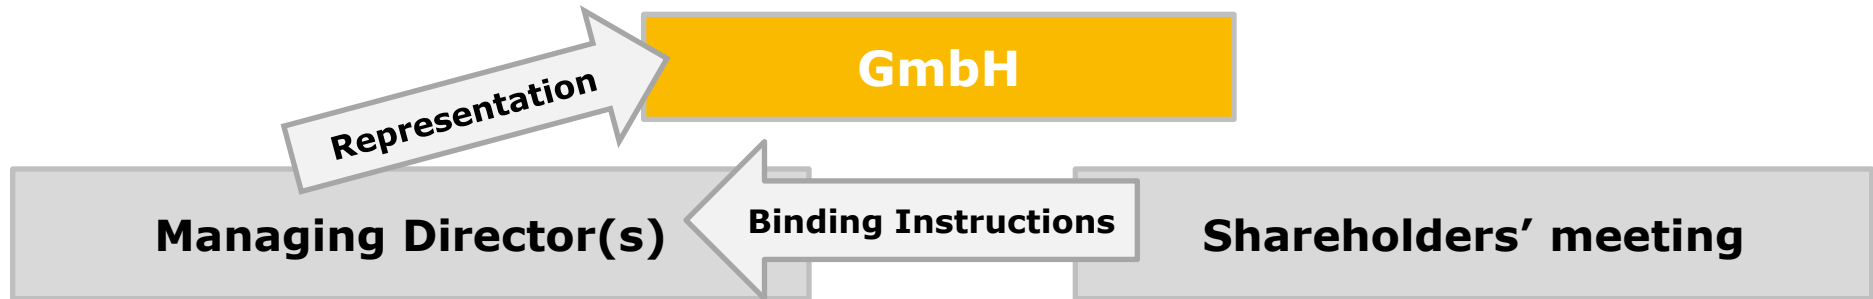 GmbH
Representation
Managing Director(s)
Binding Instructions
Shareholders’ meeting